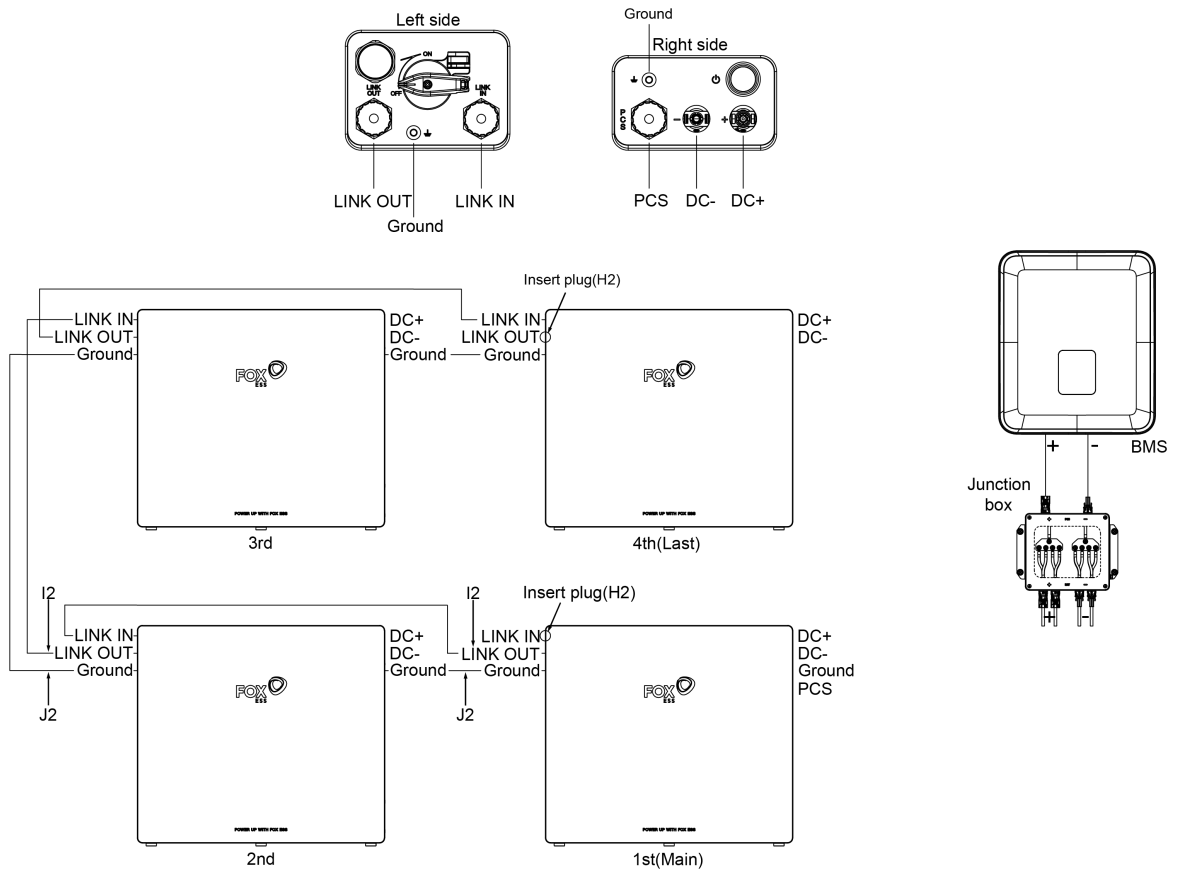 Left side
ON
LINK
OUT
OFF
LINK
IN
LINK OUT
LINK IN
Ground
Ground
Right side
P
C
S
-
+
PCS
DC-
DC+
Insert plug(H2)
LINK IN
LINK OUT
Ground
FOX
ESS
POWER UP WITH FOX ESS
DC+
DC-
Ground
3rd
LINK IN
LINK OUT
Ground
FOX
ESS
POWER UP WITH FOX ESS
DC+
DC-
4th(Last)
+
-
BMS
Junction
box
+
-
I2
LINK IN
LINK OUT
Ground
J2
FOX
ESS
POWER UP WITH FOX ESS
DC+
DC-
Ground
2nd
I2
Insert plug(H2)
LINK IN
LINK OUT
Ground
J2
FOX
ESS
POWER UP WITH FOX ESS
DC+
DC-
Ground
PCS
1st(Main)